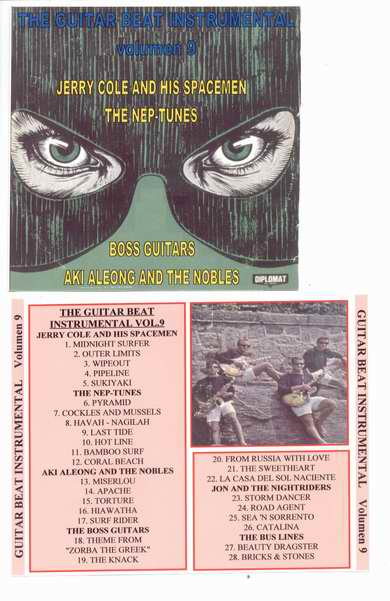 THE GUITAR BEAT INSTRUMENTAL
volumen 9
JERRY COLE AND HIS SPACEMEN
THE NEP-TUNES
BOSS GUITARS
AKI ALEONG AND THE NOBLES
DIPLOMAT
GUITAR BEAT INSTRUMENTAL Volumen 9
THE GUITAR BEAT
INSTRUMENTAL VOL.9
JERRY COLE AND HIS SPACEMEN
1. MIDNIGHT SURFER
2. OUTER LIMITS
3. WIPEOUT
4. PIPELINE
5. SUKIYAKI
THE NEP-TUNES
6. PYRAMID
7. COCKLES AND MUSSELS
8. HAVAH - NAGILAH
9. LAST TIDE
10. HOT LINE
11. BAMBOO SURF
12. CORAL BEACH
AKI ALEONG AND THE NOBLES
13. MISERLOU
14. APACHE
15. TORTURE
16. HIAWATHA
17. SURF RIDER
THE BOSS GUITARS
18. THEME FROM
"ZORBA THE GREEK"
19. THE KNACK
20. FROM RUSSIA WITH LOVE
21. THE SWEETHEART
22. LA CASA DEL SOL NACIENTE
JON AND THE NIGHTRIDERS
23. STORM DANCER
24. ROAD AGENT
25. SEA 'N SORRENTO
26. CATALINA
THE BUS LINES
27. BEAUTY DRAGSTER
28. BRICKS & STONES
GUITAR BEAT INSTRUMENTAL Volumen 9